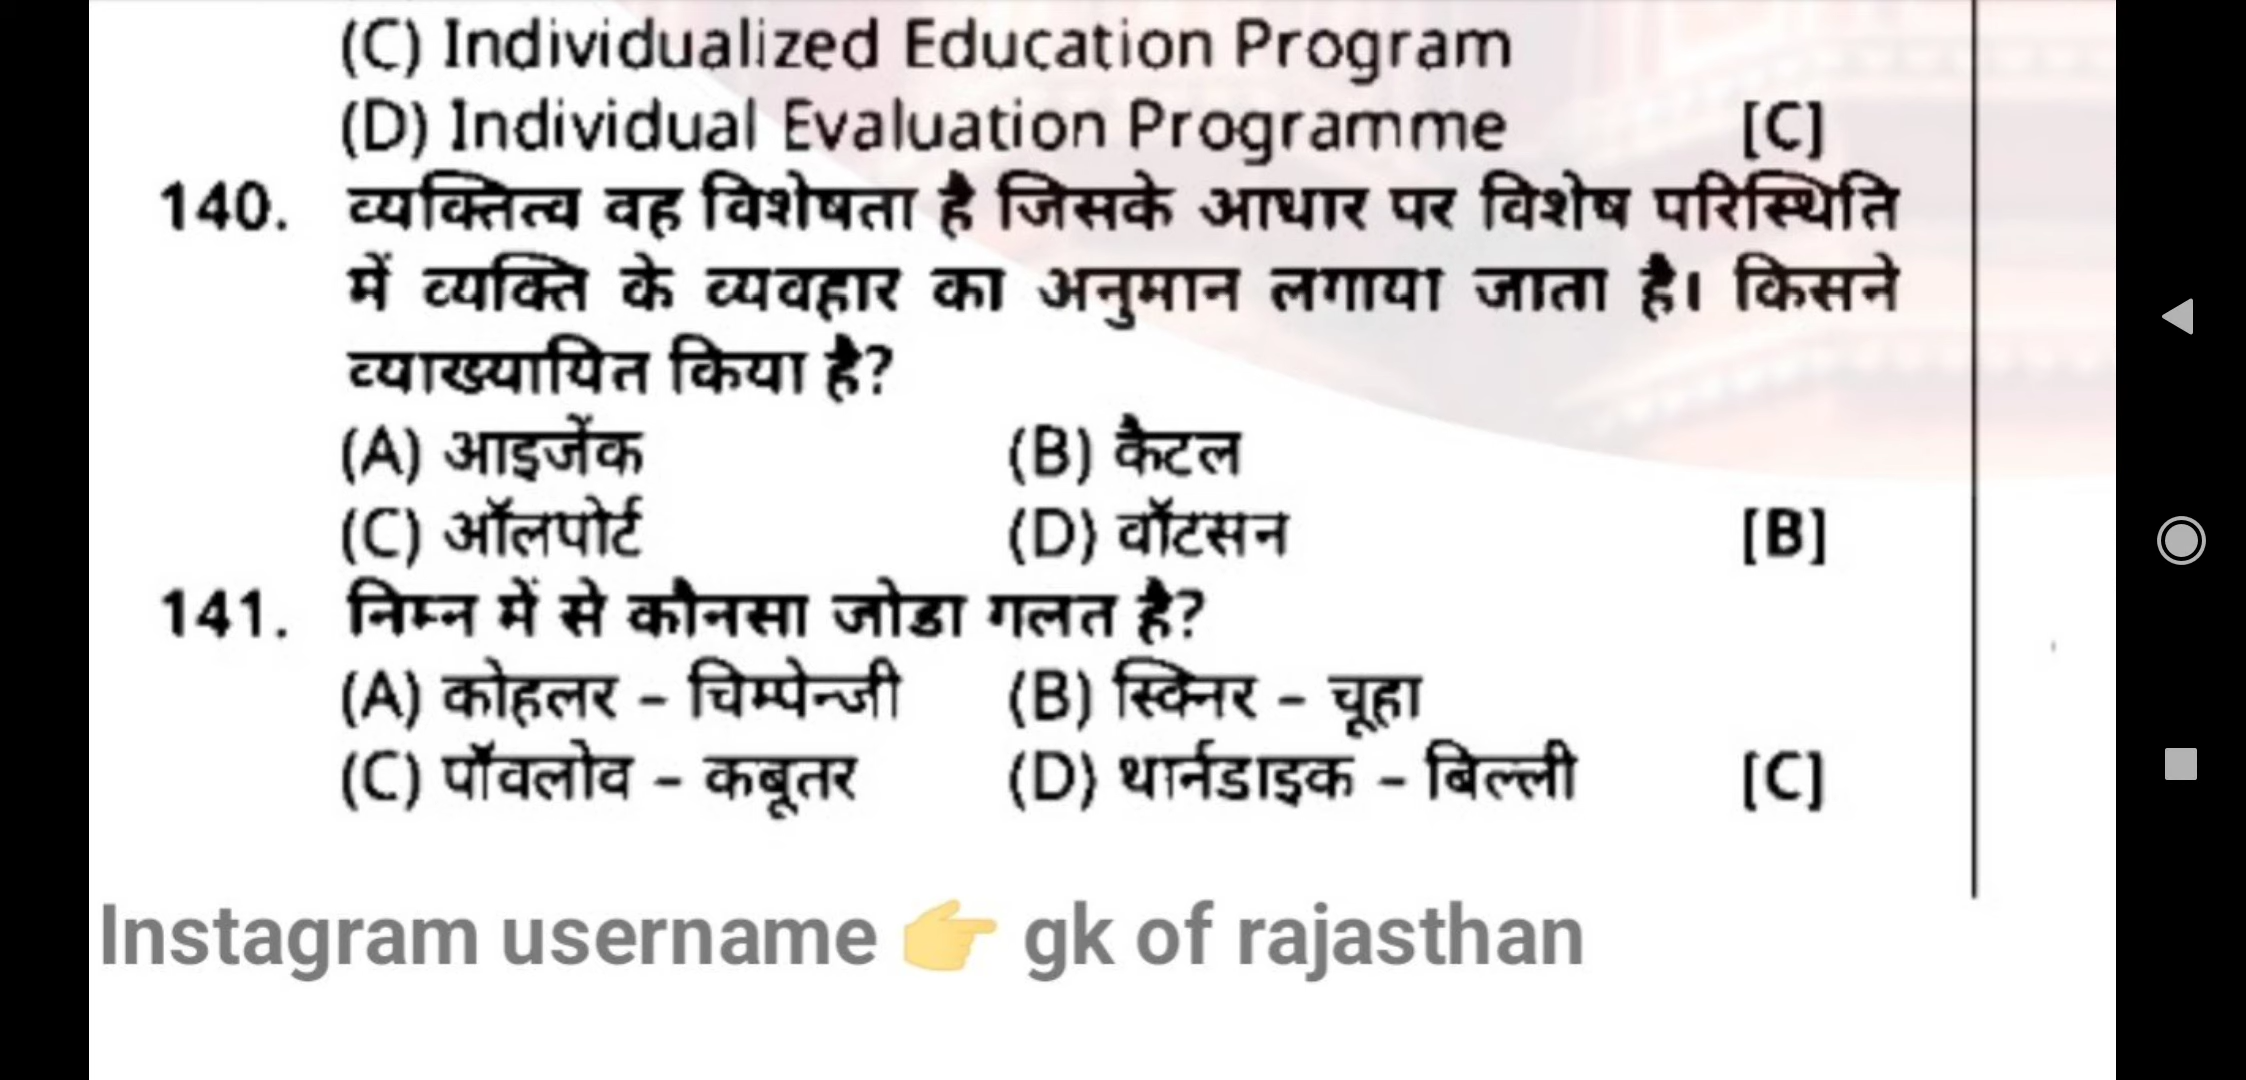 (C) Individualized Education Program
(D) Individual Evaluation Programme [C]
140. व्यक्तित्व वह विशेषता है जिसके आधार पर विशेष परिस्थिति
में व्यक्ति के व्यवहार का अनुमान लगाया जाता है। किसने
व्याख्यायित किया है?
(A) आइजेंक (B) कैटल
(C) ऑलपोर्ट (D) वॉटसन [B]
141. निम्न में से कौनसा जोडा गलत है?
(A) कोहलर – चिम्पेन्जी (B) स्किनर – चूहा
(C) पॉवलोव – कबूतर (D) थार्नडाइक – बिल्ली [C]
Instagram username 👉 gk of rajasthan